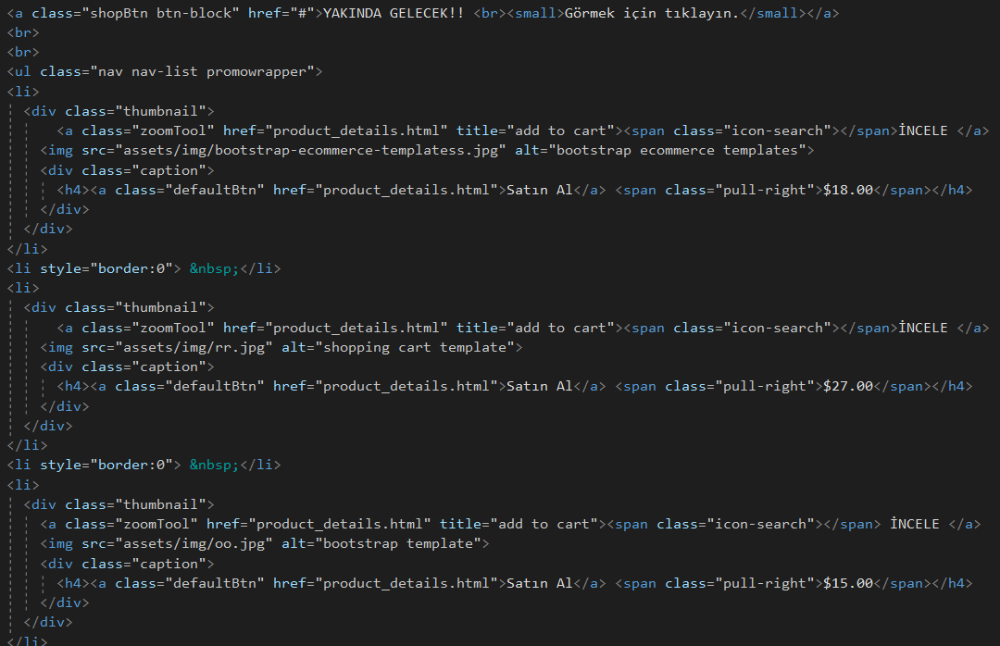 <a class="shopBtn btn-block" href="#">YAKINDA GELECEK!! <br><small>Görmek için tıklayın.</small></a>
<br>
<br>
<ul class="nav nav-list promowrapper">
<li>
<div class="thumbnail">
<a class="zoomTool" href="product_details.html" title="add to cart"><span class="icon-search"></span>İNCELE </a>
<img src="assets/img/bootstrap-ecommerce-templatess.jpg" alt="bootstrap ecommerce templates">
<div class="caption">
<h4><a class="defaultBtn" href="product_details.html">Satın Al</a> <span class="pull-right">$18.00</span></h4>
</div>
</div>
</li>
<li style="border:0"> &nbsp;</li>
<li>
<div class="thumbnail">
<a class="zoomTool" href="product_details.html" title="add to cart"><span class="icon-search"></span>İNCELE </a>
<img src="assets/img/rr.jpg" alt="shopping cart template">
<div class="caption">
<h4><a class="defaultBtn" href="product_details.html">Satın Al</a> <span class="pull-right">$27.00</span></h4>
</div>
</div>
</li>
<li style="border:0"> &nbsp;</li>
<li>
<div class="thumbnail">
<a class="zoomTool" href="product_details.html" title="add to cart"><span class="icon-search"></span> İNCELE </a>
<img src="assets/img/oo.jpg" alt="bootstrap template">
<div class="caption">
<h4><a class="defaultBtn" href="product_details.html">Satın Al</a> <span class="pull-right">$15.00</span></h4>
</div>
</div>
</li>